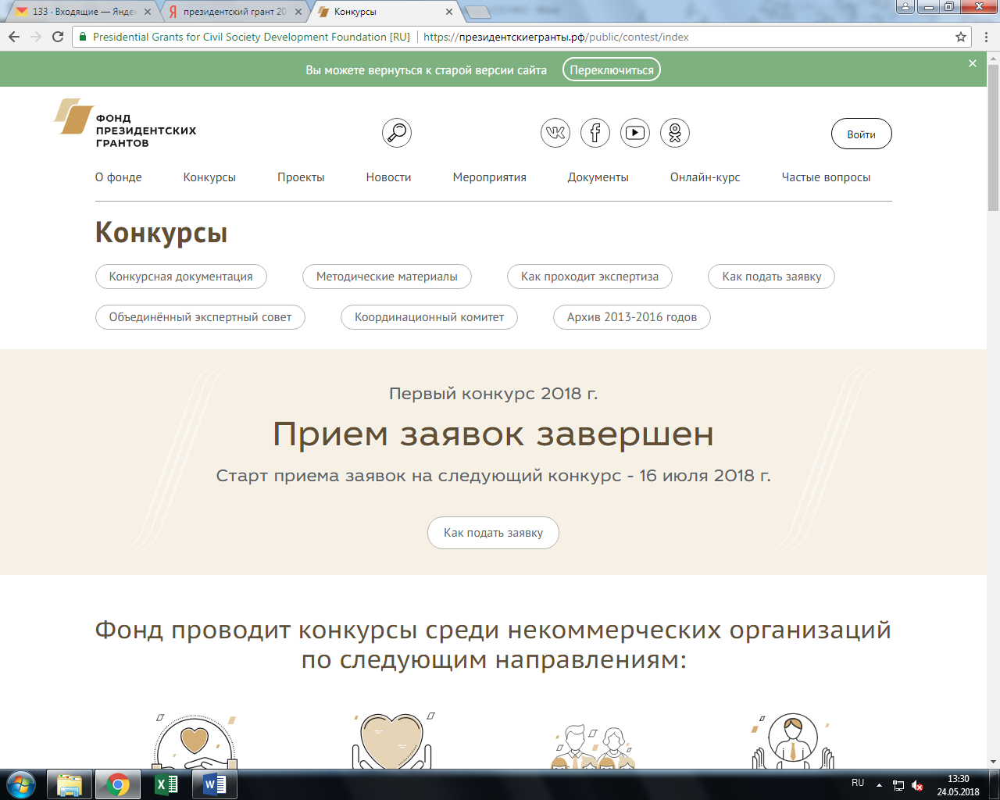 133 · Входящие — Яндек
президентский грант 20
Конкурсы
Presidential Grants for Civil Society Development Foundation [RU] https://президентскиегранты.рф/public/contest/index
Вы можете вернуться к старой версии сайта Переключиться
ФОНД
ПРЕЗИДЕНТСКИХ
ГРАНТОВ
Войти
О фонде Конкурсы Проекты Новости Мероприятия Документы Онлайн-курс Частые вопросы
Конкурсы
Конкурсная документация Методические материалы Как проходит экспертиза Как подать заявку
Объединённый экспертный совет Координационный комитет Архив 2013-2016 годов
Первый конкурс 2018 г.
Прием заявок завершен
Старт приема заявок на следующий конкурс - 16 июля 2018 г.
Как подать заявку
Фонд проводит конкурсы среди некоммерческих организаций
по следующим направлениям:
RU
13:30
24.05.2018